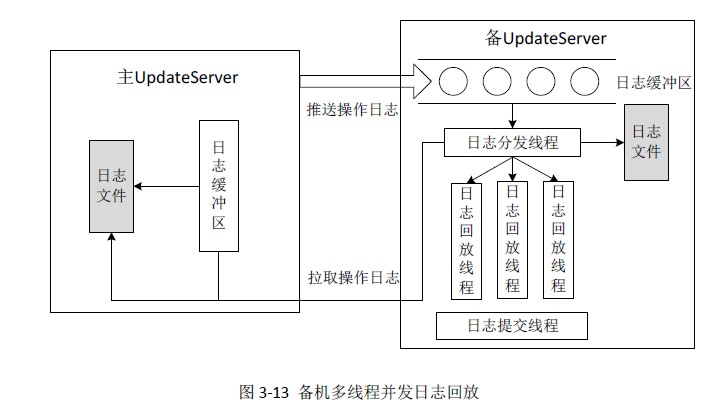 主UpdateServer
日志
文件
日志缓冲区
推送操作日志
拉取操作日志
备UpdateServer
日志缓冲区
日志分发线程
日志
文件
日志回放线程
日志回放线程
日志回放线程
日志提交线程
图 3-13 备机多线程并发日志回放